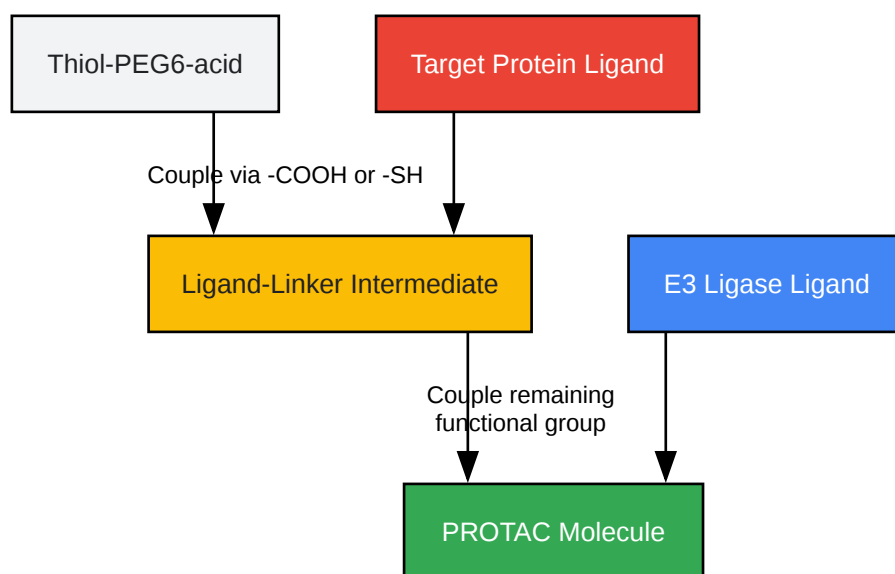 Thiol-PEG6-acid
Target Protein Ligand
Couple via -COOH or -SH
Ligand-Linker Intermediate
E3 Ligase Ligand
Couple remaining
functional group
PROTAC Molecule